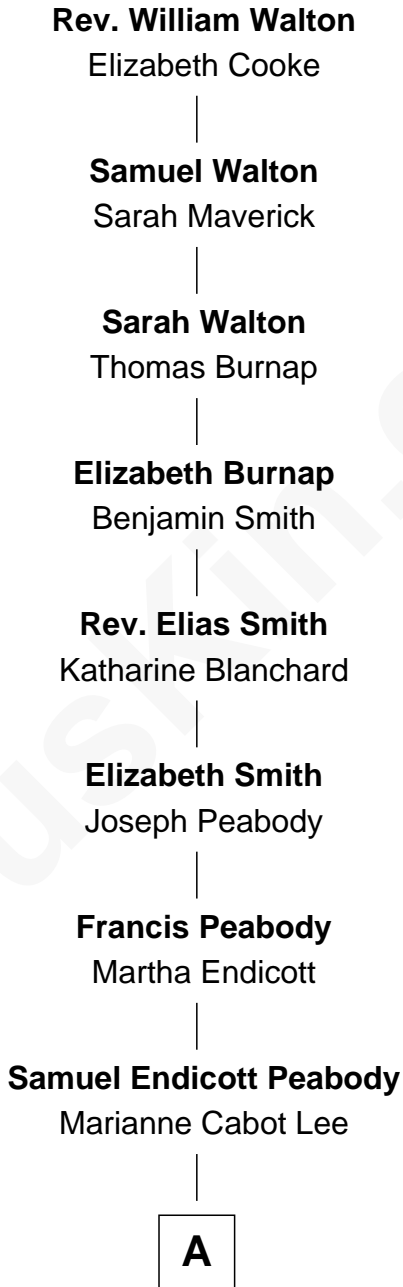 Rev. William Walton
Elizabeth Cooke
Samuel Walton
Sarah Maverick
Sarah Walton
Thomas Burnap
Elizabeth Burnap
Benjamin Smith
Rev. Elias Smith
Katharine Blanchard
Elizabeth Smith
Joseph Peabody
Francis Peabody
Martha Endicott
Samuel Endicott Peabody
Marianne Cabot Lee
A